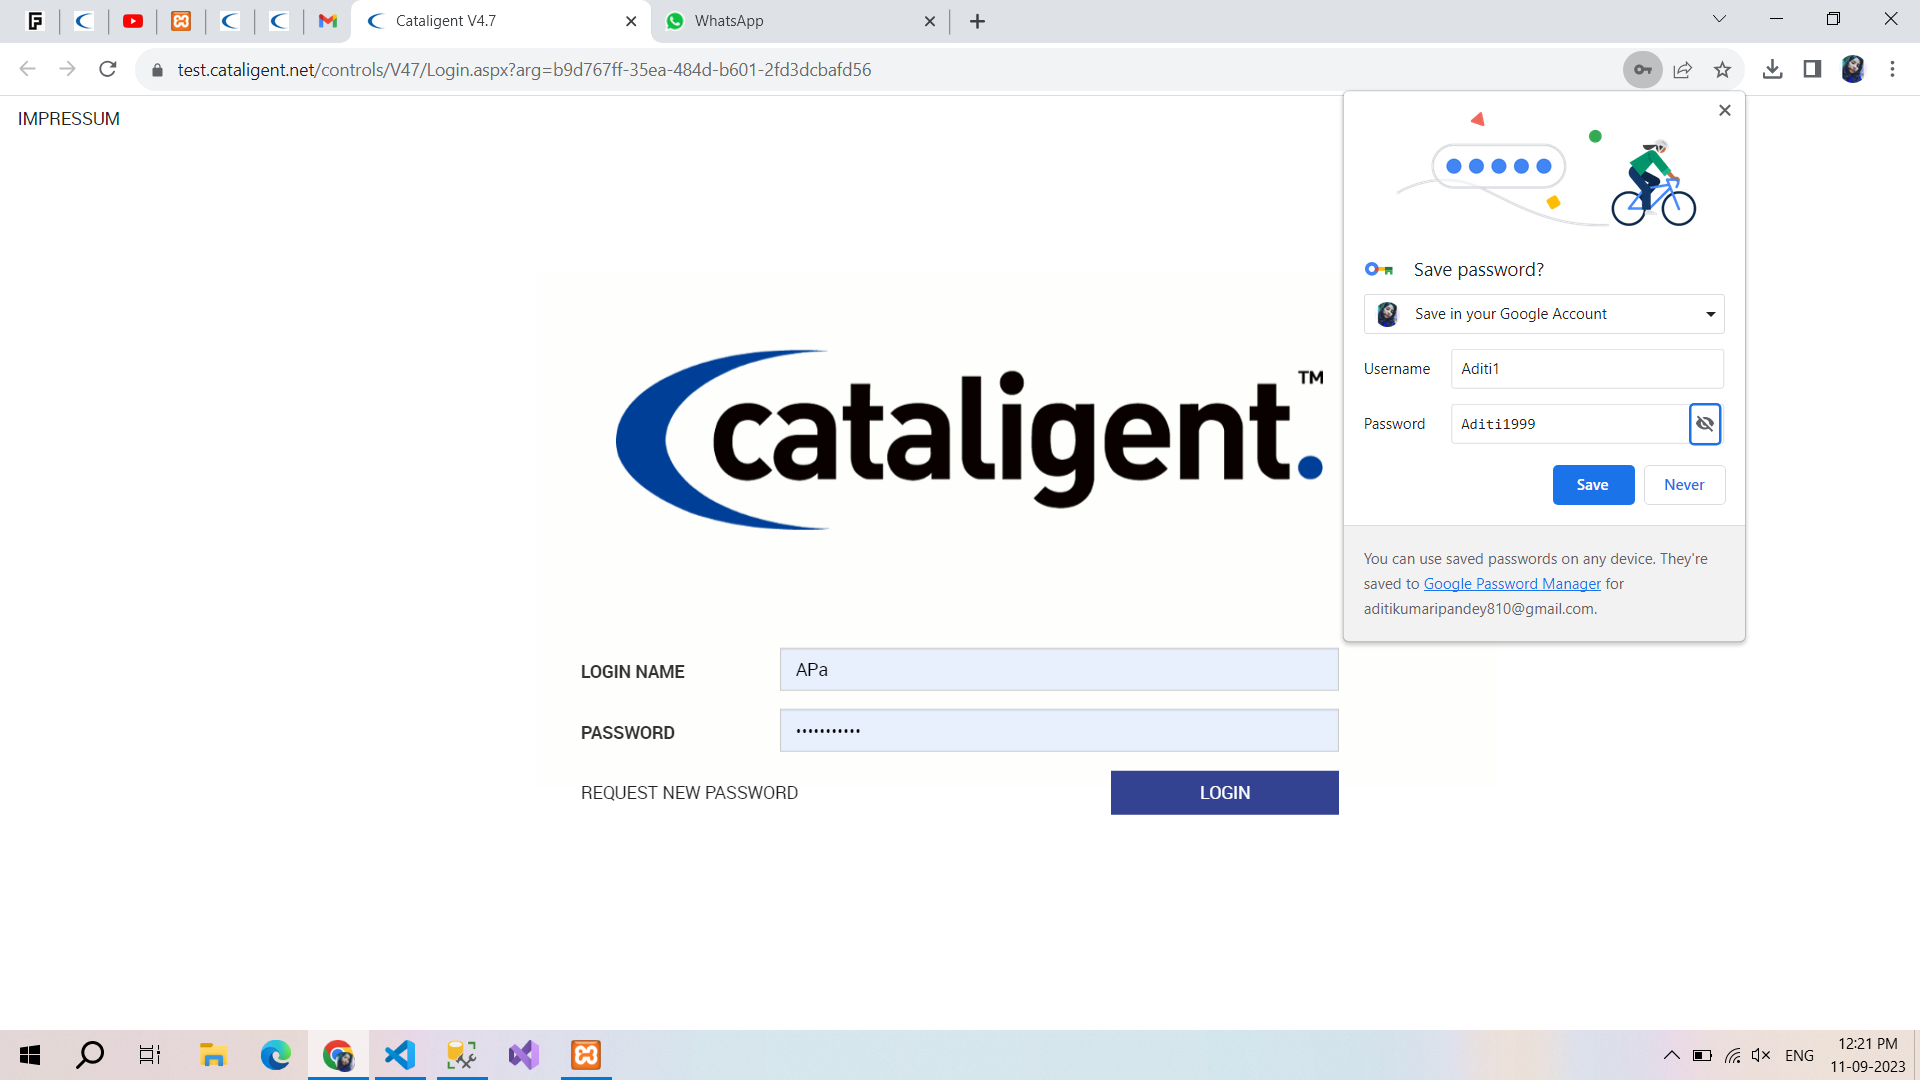 Cataligent V4.7
WhatsApp
test.cataligent.net/controls/V47/Login.aspx?arg=b9d767ff-35ea-484d-b601-2fd3dcbafd56
IMPRESSUM
Save password?
Save in your Google Account
Username Aditi1
Password Aditi1999
Save Never
You can use saved passwords on any device. They're
saved to Google Password Manager for
aditikumaripandey810@gmail.com.
cataligent.™
LOGIN NAME APa
PASSWORD •••••••••••
REQUEST NEW PASSWORD LOGIN
ENG
12:21 PM
11-09-2023